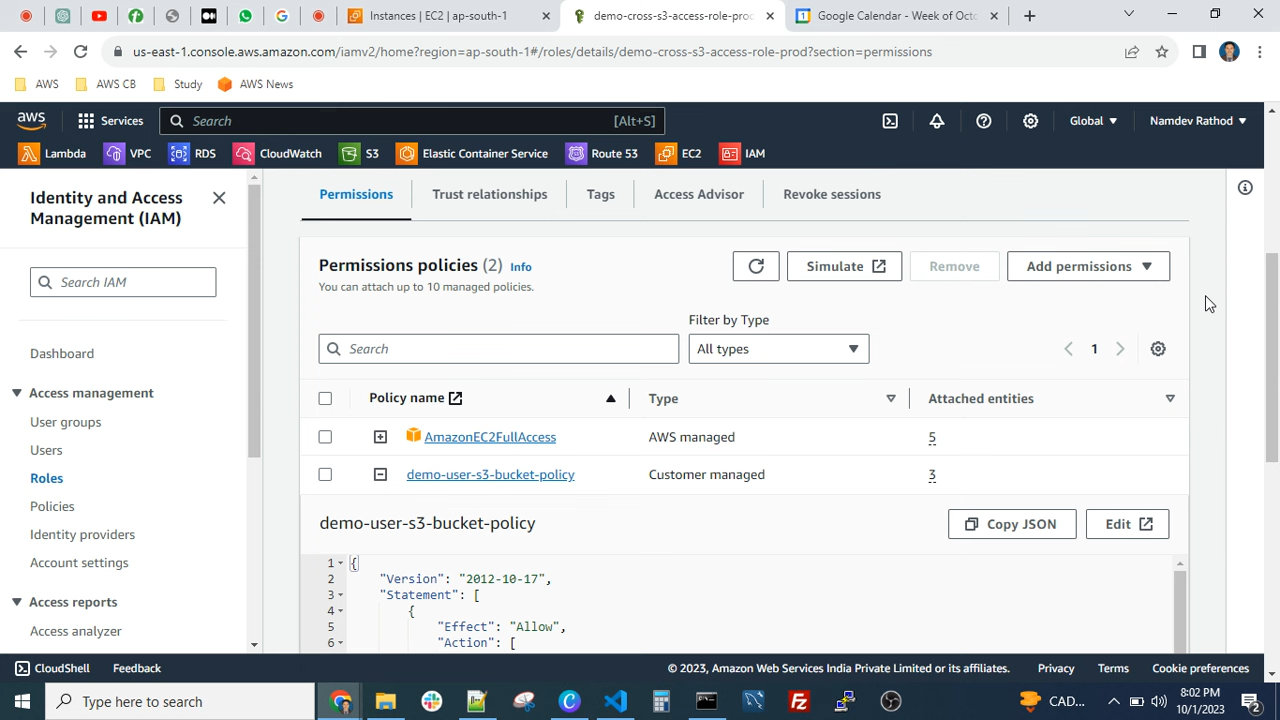 Instances | EC2 | ap-south-1
demo-cross-s3-access-role-prod
Google Calendar - Week of Octo
us-east-1.console.aws.amazon.com/iamv2/home?region=ap-south-1#/roles/details/demo-cross-s3-access-role-prod?section=permissions
AWS
AWS CB
Study
AWS News
aws
Services
Search
[Alt+S]
Global
Namdev Rathod
Lambda
VPC
RDS
CloudWatch
S3
Elastic Container Service
Route 53
EC2
IAM
Identity and Access
Management (IAM)
Search IAM
Dashboard
Access management
User groups
Users
Roles
Policies
Identity providers
Account settings
Access reports
Access analyzer
Permissions
Trust relationships
Tags
Access Advisor
Revoke sessions
Permissions policies (2) Info
You can attach up to 10 managed policies.
Simulate
Remove
Add permissions
Filter by Type
Search
All types
1
Policy name
Type
Attached entities
AmazonEC2FullAccess
AWS managed
5
demo-user-s3-bucket-policy
Customer managed
3
demo-user-s3-bucket-policy
Copy JSON
Edit
1 {
2 "Version": "2012-10-17",
3 "Statement": [
4 {
5 "Effect": "Allow",
6 "Action": [
CloudShell
Feedback
© 2023, Amazon Web Services India Private Limited or its affiliates.
Privacy
Terms
Cookie preferences
Type here to search
CAD...
8:02 PM
10/1/2023
2